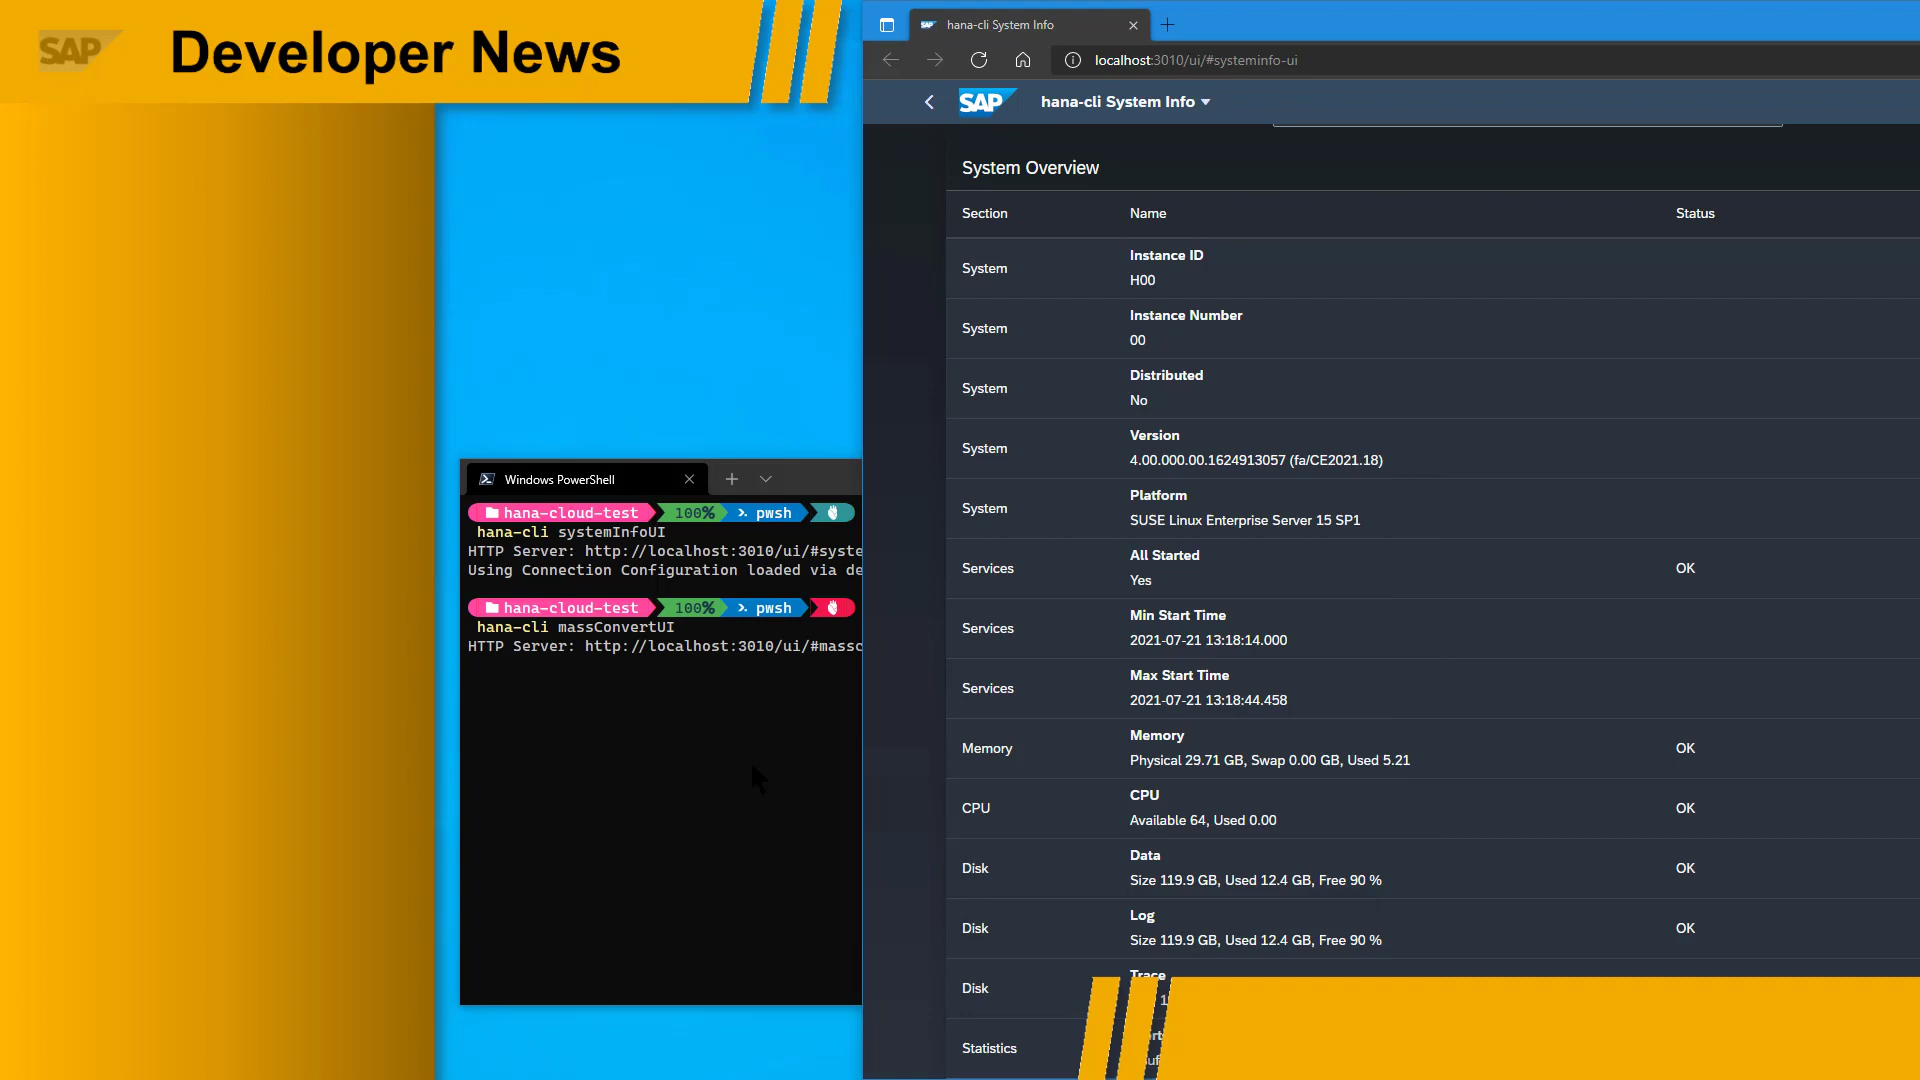 SAP
Developer News
hana-cli System Info
localhost:3010/ui/#systeminfo-ui
SAP
hana-cli System Info
System Overview
Section Name Status
System Instance ID
H00
System Instance Number
00
System Distributed
No
System Version
4.00.000.00.1624913057 (fa/CE2021.18)
System Platform
SUSE Linux Enterprise Server 15 SP1
Services All Started OK
Yes
Services Min Start Time
2021-07-21 13:18:14.000
Services Max Start Time
2021-07-21 13:18:44.458
Memory Memory OK
Physical 29.71 GB, Swap 0.00 GB, Used 5.21
CPU CPU OK
Available 64, Used 0.00
Disk Data OK
Size 119.9 GB, Used 12.4 GB, Free 90 %
Disk Log OK
Size 119.9 GB, Used 12.4 GB, Free 90 %
Disk Trace
Statistics
Windows PowerShell
hana-cloud-test 100% pwsh
hana-cli systemInfoUI
HTTP Server: http://localhost:3010/ui/#syste
Using Connection Configuration loaded via de
hana-cloud-test 100% pwsh
hana-cli massConvertUI
HTTP Server: http://localhost:3010/ui/#massc